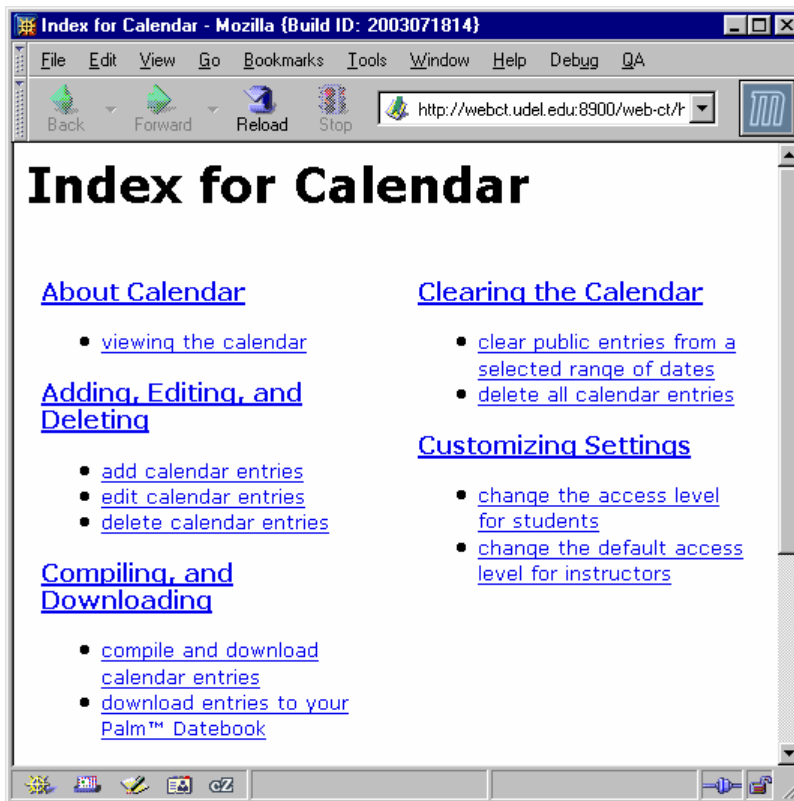 Index for Calendar - Mozilla {Build ID: 2003071814}
File Edit View Go Bookmarks Tools Window Help Debug QA
Back Forward Reload Stop http://webct.udel.edu:8900/web-ct/h
Index for Calendar
About Calendar
• viewing the calendar
Adding, Editing, and
Deleting
• add calendar entries
• edit calendar entries
• delete calendar entries
Compiling, and
Downloading
• compile and download
calendar entries
• download entries to your
Palm™ Datebook
Clearing the Calendar
• clear public entries from a
selected range of dates
• delete all calendar entries
Customizing Settings
• change the access level
for students
• change the default access
level for instructors
cZ